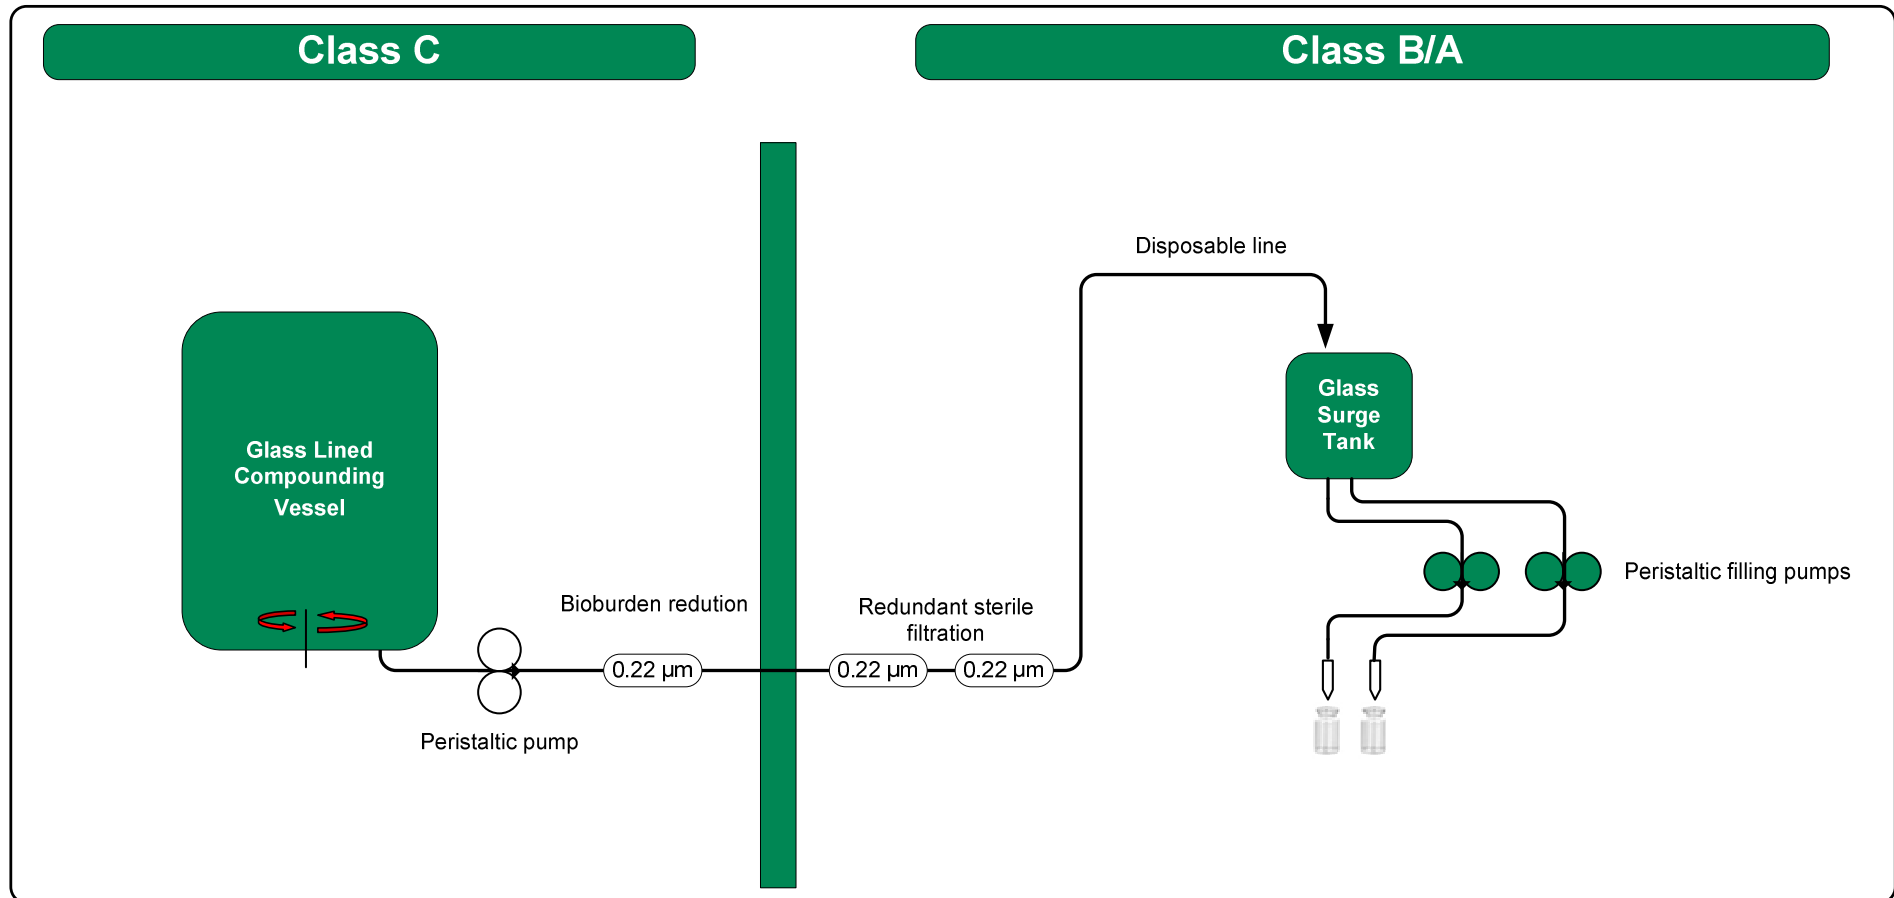 Class C
Class B/A
Disposable line
Glass
Surge
Tank
Glass Lined
Compounding
Vessel
Peristaltic filling pumps
Bioburden redution
Redundant sterile
filtration
0.22 µm
0.22 µm
0.22 µm
Peristaltic pump